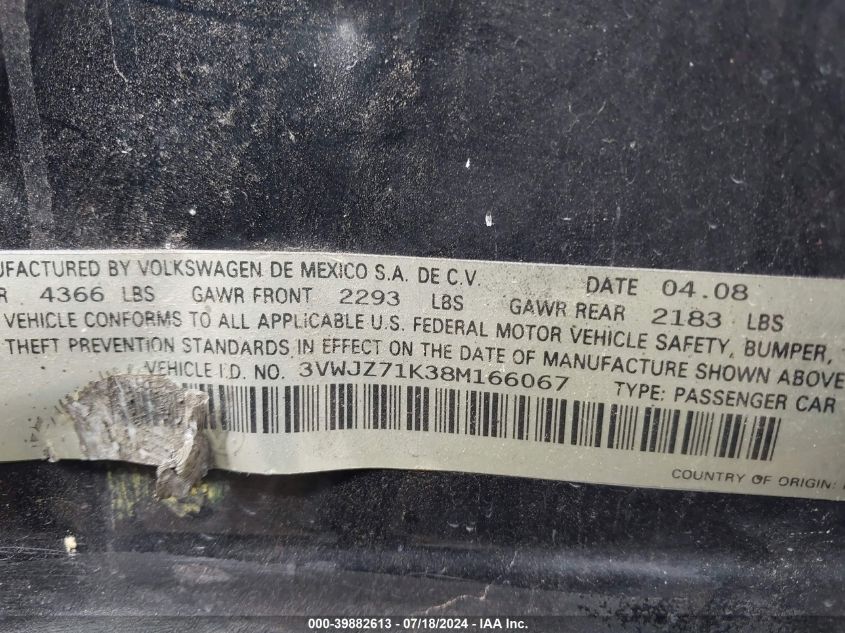 UFACTURED BY VOLKSWAGEN DE MEXICO S.A. DE C.V. DATE 04.08
R 4366 LBS GAWR FRONT 2293 LBS GAWR REAR 2183 LBS
VEHICLE CONFORMS TO ALL APPLICABLE U.S. FEDERAL MOTOR VEHICLE SAFETY, BUMPER,
THEFT PREVENTION STANDARDS IN EFFECT ON THE DATE OF MANUFACTURE SHOWN ABOVE
VEHICLE I.D. NO. 3VWJZ71K38M166067 TYPE: PASSENGER CAR
COUNTRY OF ORIGIN:
000-39882613 - 07/18/2024 - IAA Inc.